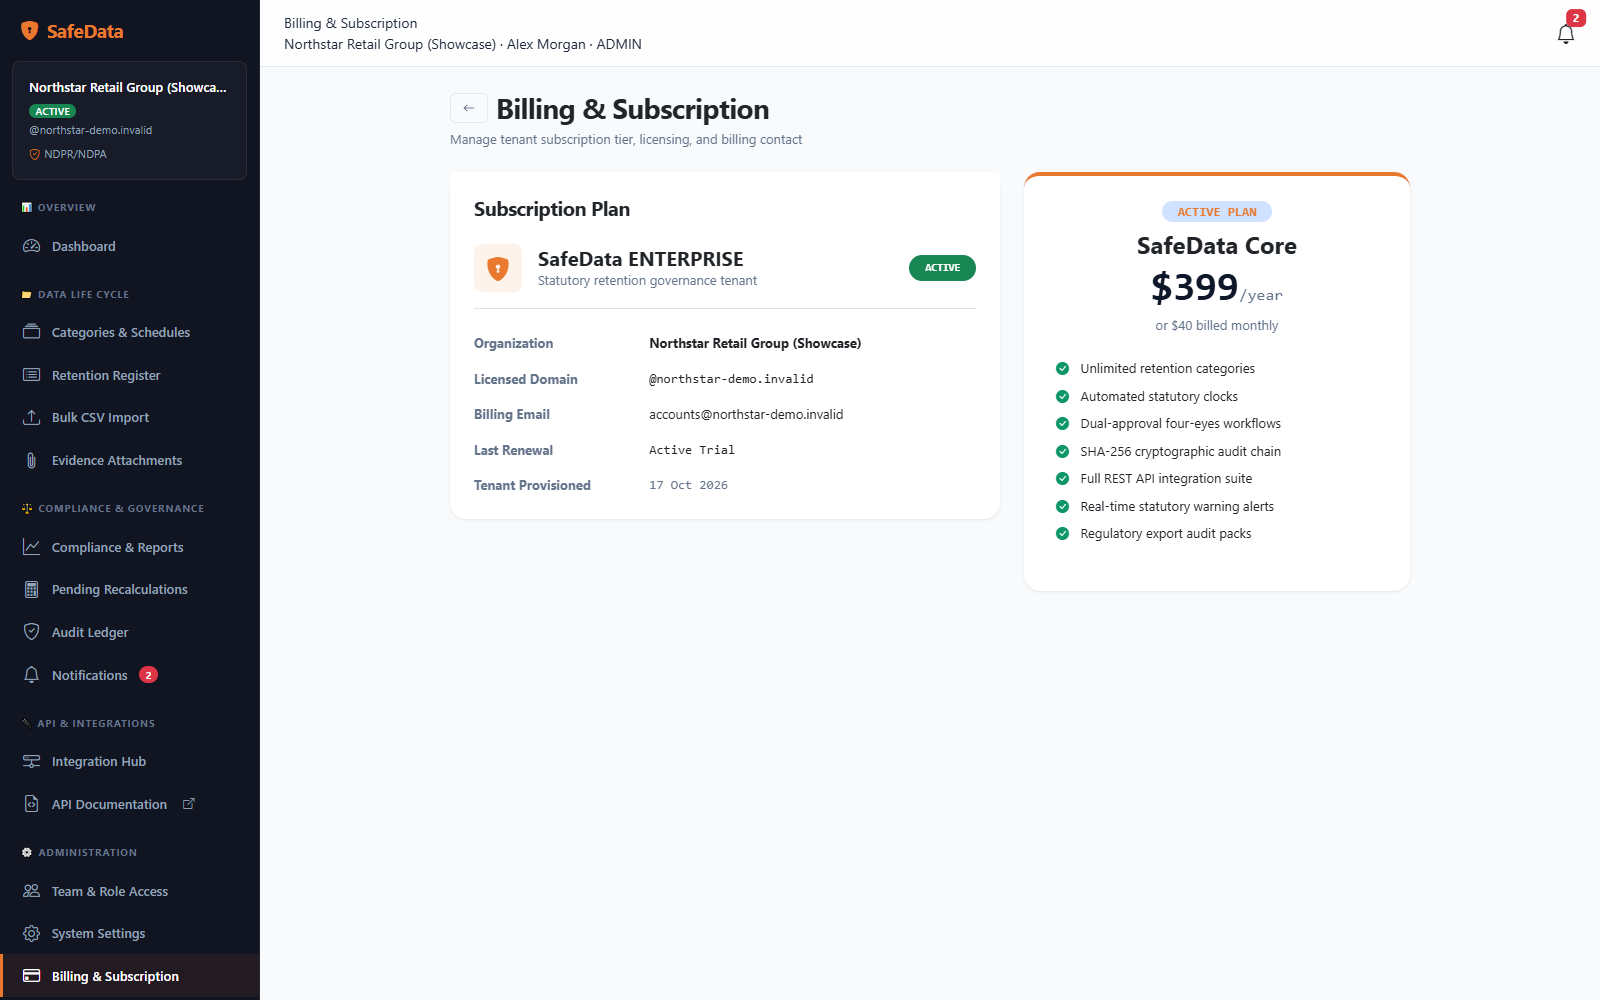 SafeData
Northstar Retail Group (Showca...
ACTIVE
@northstar-demo.invalid
NDPR/NDPA
OVERVIEW
Dashboard
DATA LIFE CYCLE
Categories & Schedules
Retention Register
Bulk CSV Import
Evidence Attachments
COMPLIANCE & GOVERNANCE
Compliance & Reports
Pending Recalculations
Audit Ledger
Notifications 2
API & INTEGRATIONS
Integration Hub
API Documentation
ADMINISTRATION
Team & Role Access
System Settings
Billing & Subscription
Billing & Subscription
Northstar Retail Group (Showcase) · Alex Morgan · ADMIN
2
← Billing & Subscription
Manage tenant subscription tier, licensing, and billing contact
Subscription Plan
SafeData ENTERPRISE
Statutory retention governance tenant
ACTIVE
Organization Northstar Retail Group (Showcase)
Licensed Domain @northstar-demo.invalid
Billing Email accounts@northstar-demo.invalid
Last Renewal Active Trial
Tenant Provisioned 17 Oct 2026
ACTIVE PLAN
SafeData Core
$399/year
or $40 billed monthly
Unlimited retention categories
Automated statutory clocks
Dual-approval four-eyes workflows
SHA-256 cryptographic audit chain
Full REST API integration suite
Real-time statutory warning alerts
Regulatory export audit packs